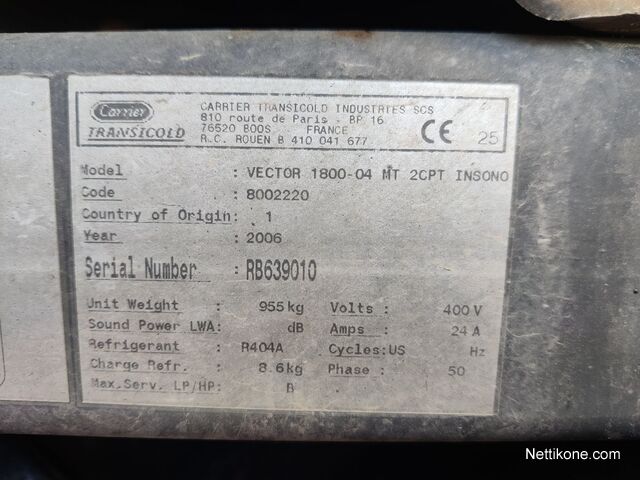 Carrier
TRANSICOLD
CARRIER TRANSICOLD INDUSTRIES SCS
810 route de Paris - BP 16
76520 BOOS FRANCE
R.C. ROUEN B 410 041 677
CE 25
Model : VECTOR 1800-04 MT 2CPT INSONO
Code : 8002220
Country of Origin: 1
Year : 2006
Serial Number : RB639010
Unit Weight : 955 kg Volts : 400 V
Sound Power LWA: dB Amps : 24 A
Refrigerant : R404A Cycles:US Hz
Charge Refr. : 8.6 kg Phase : 50
Max.Serv. LP/HP: B .
Nettikone.com